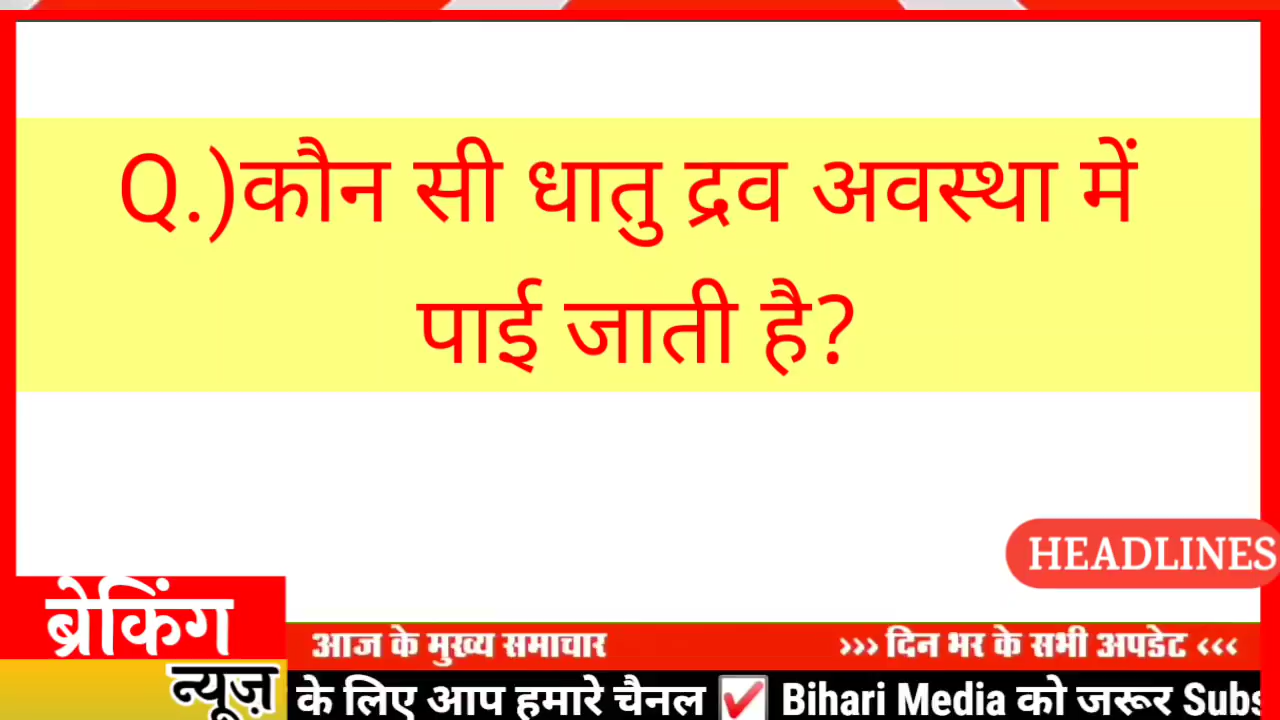 Q.)कौन सी धातु द्रव अवस्था में
पाई जाती है?
HEADLINES
ब्रेकिंग
न्यूज़
आज के मुख्य समाचार >>> दिन भर के सभी अपडेट <<<
के लिए आप हमारे चैनल ✅ Bihari Media को जरूर Subs